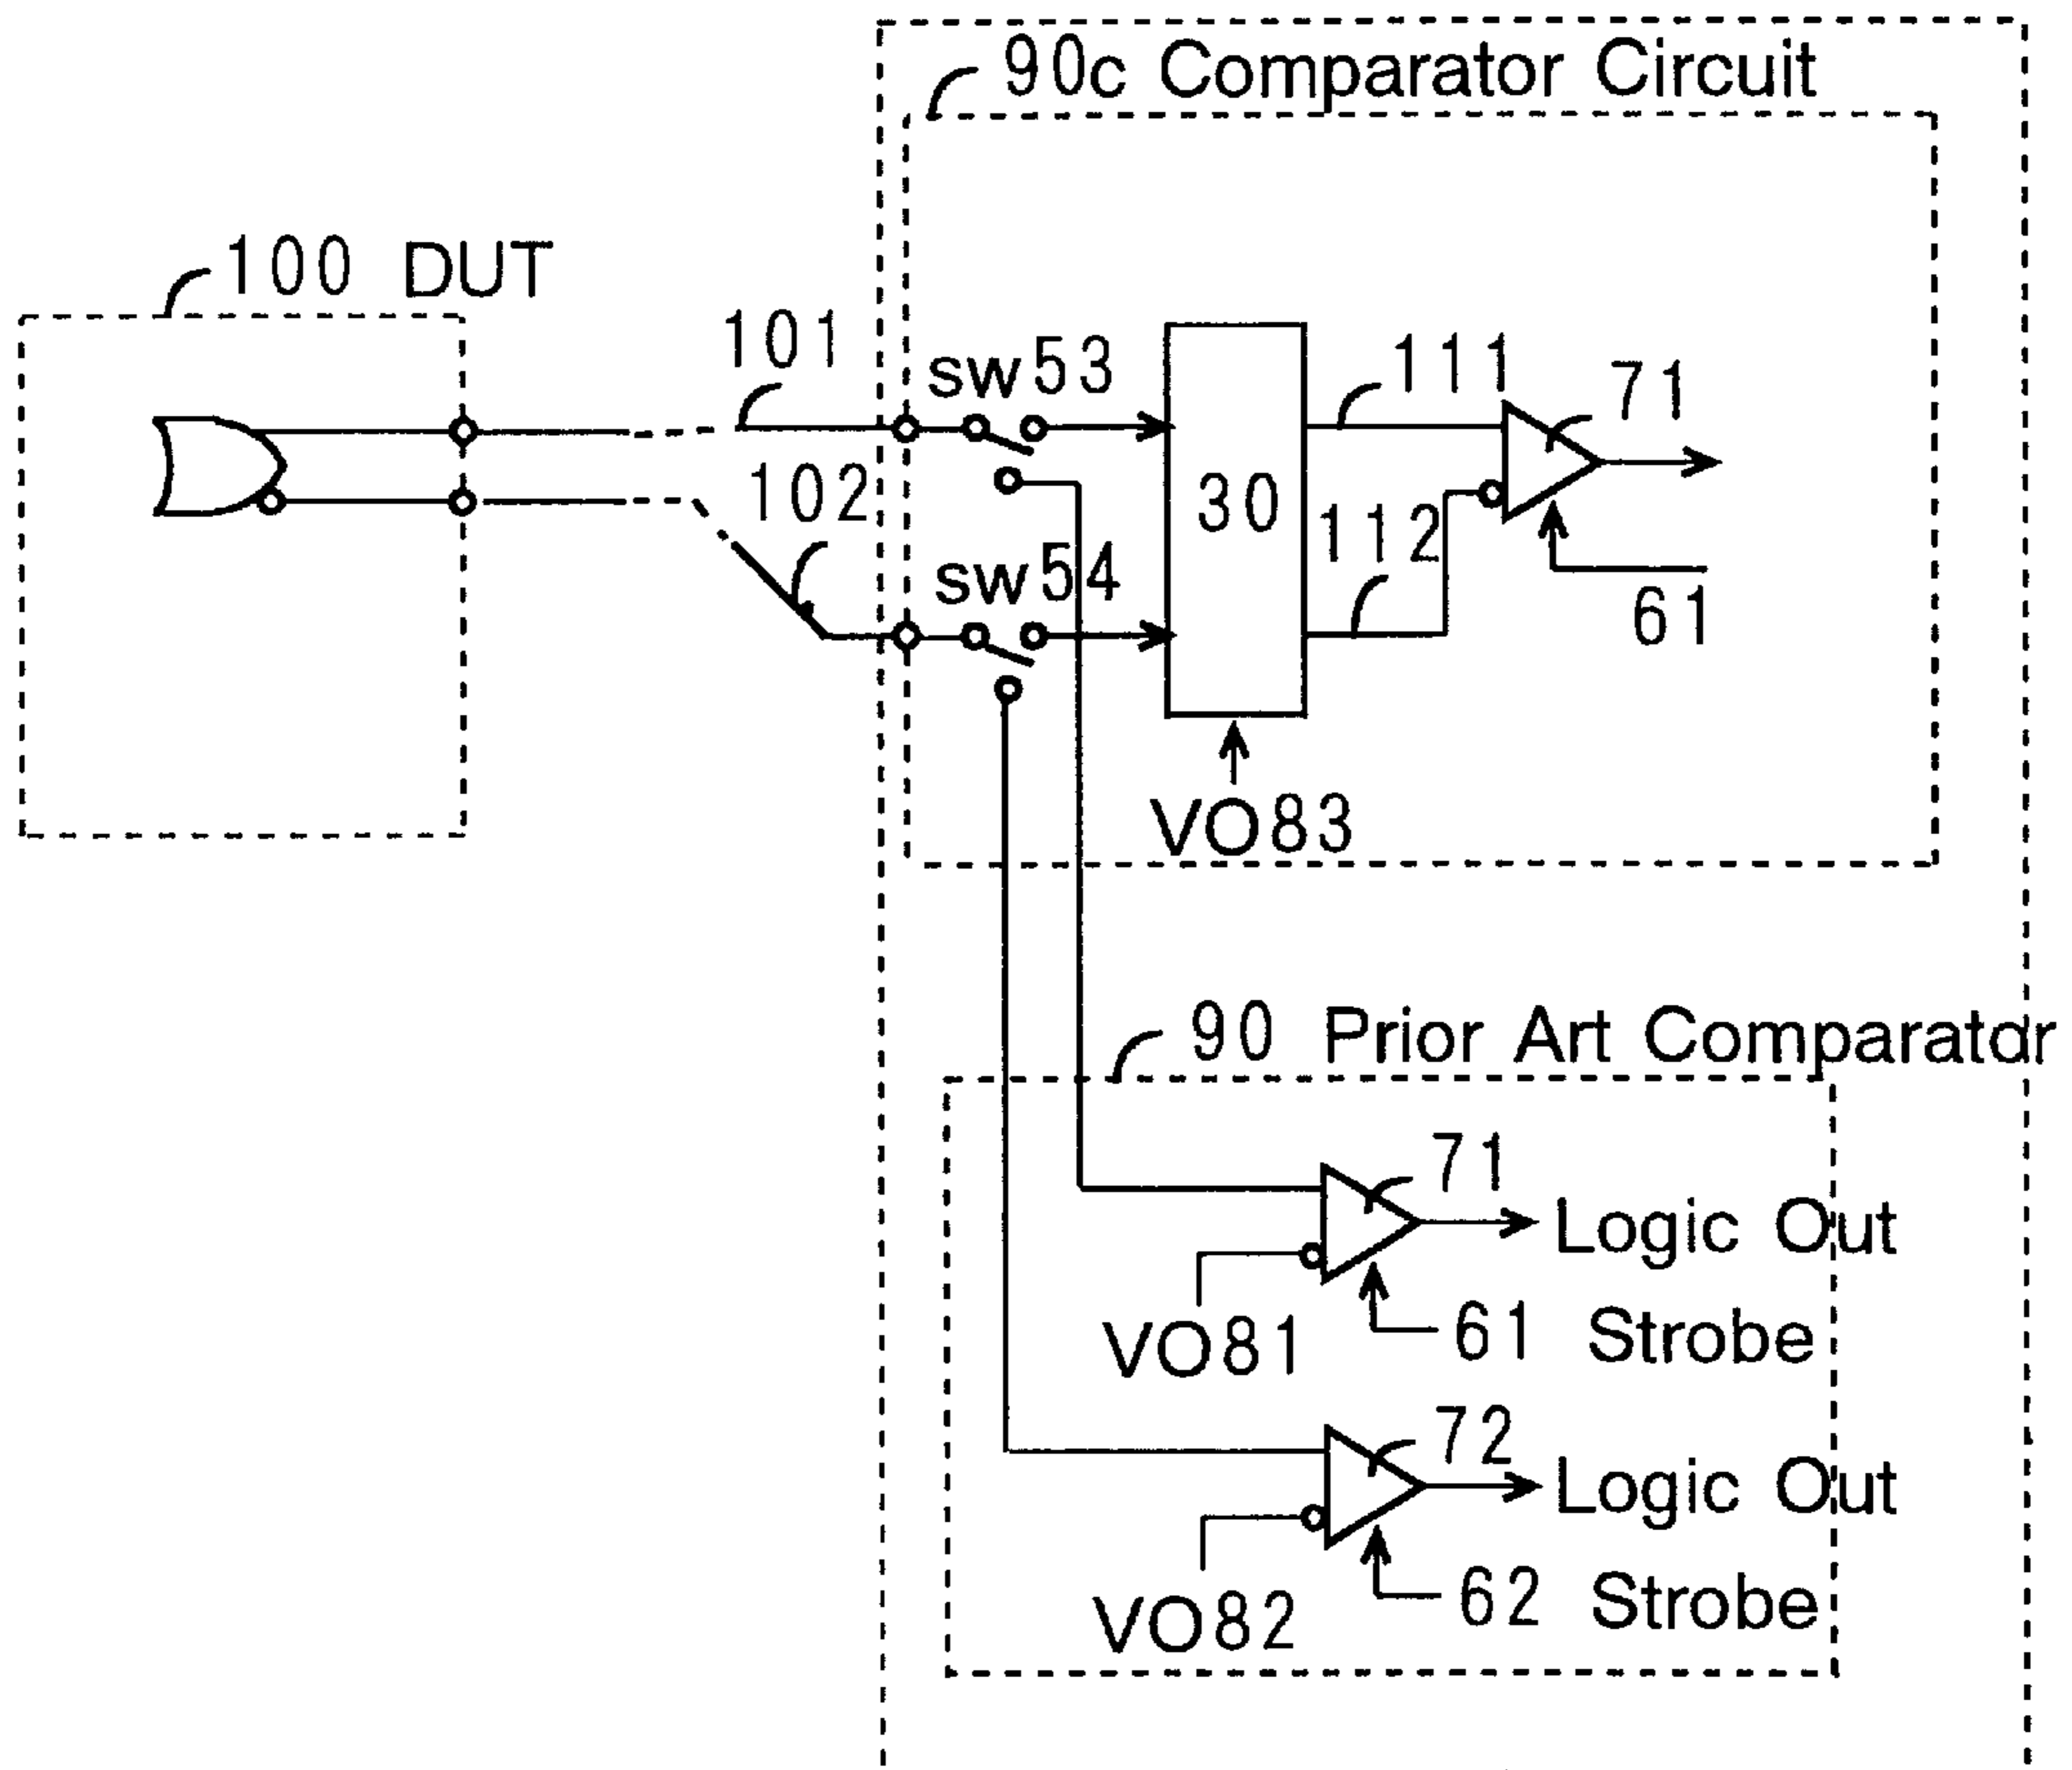 90c Comparator Circuit
100 DUT
101
sw53
111
71
102
30
112
sw54
61
VO83
90 Prior Art Comparator
71
Logic Out
VO81
61 Strobe
72
Logic Out
VO82
62 Strobe